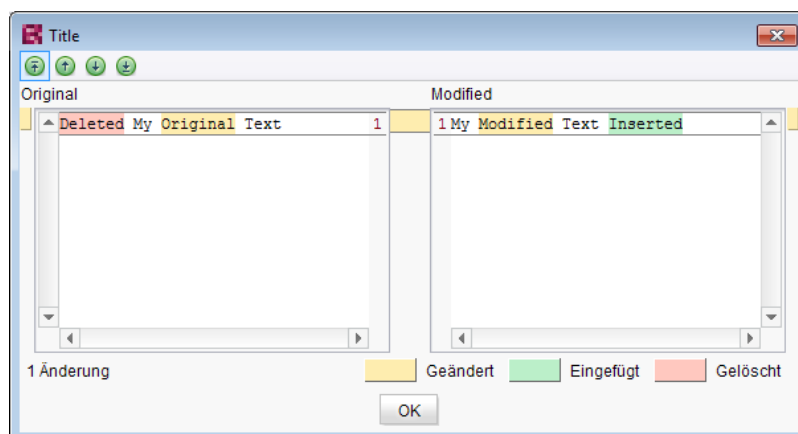 Title
Original Modified
Deleted My Original Text 1 1 My Modified Text Inserted
1 Änderung Geändert Eingefügt Gelöscht
OK